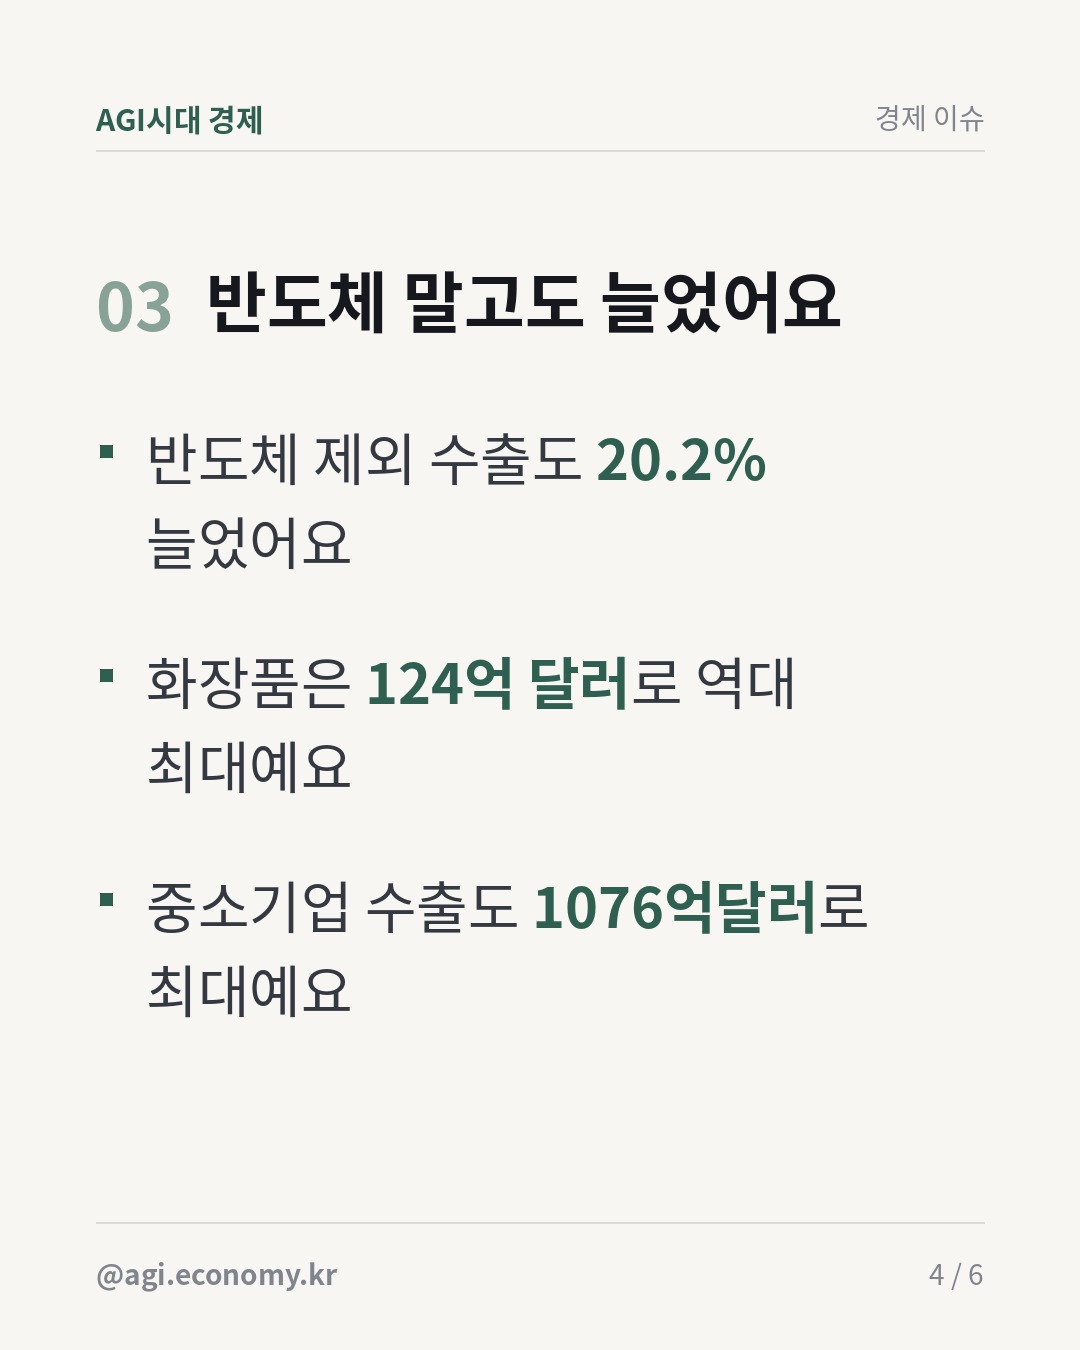 AGI시대 경제
경제 이슈
03 반도체 말고도 늘었어요
▪ 반도체 제외 수출도 20.2%
늘었어요
▪ 화장품은 124억 달러로 역대
최대예요
▪ 중소기업 수출도 1076억달러로
최대예요
@agi.economy.kr
4 / 6